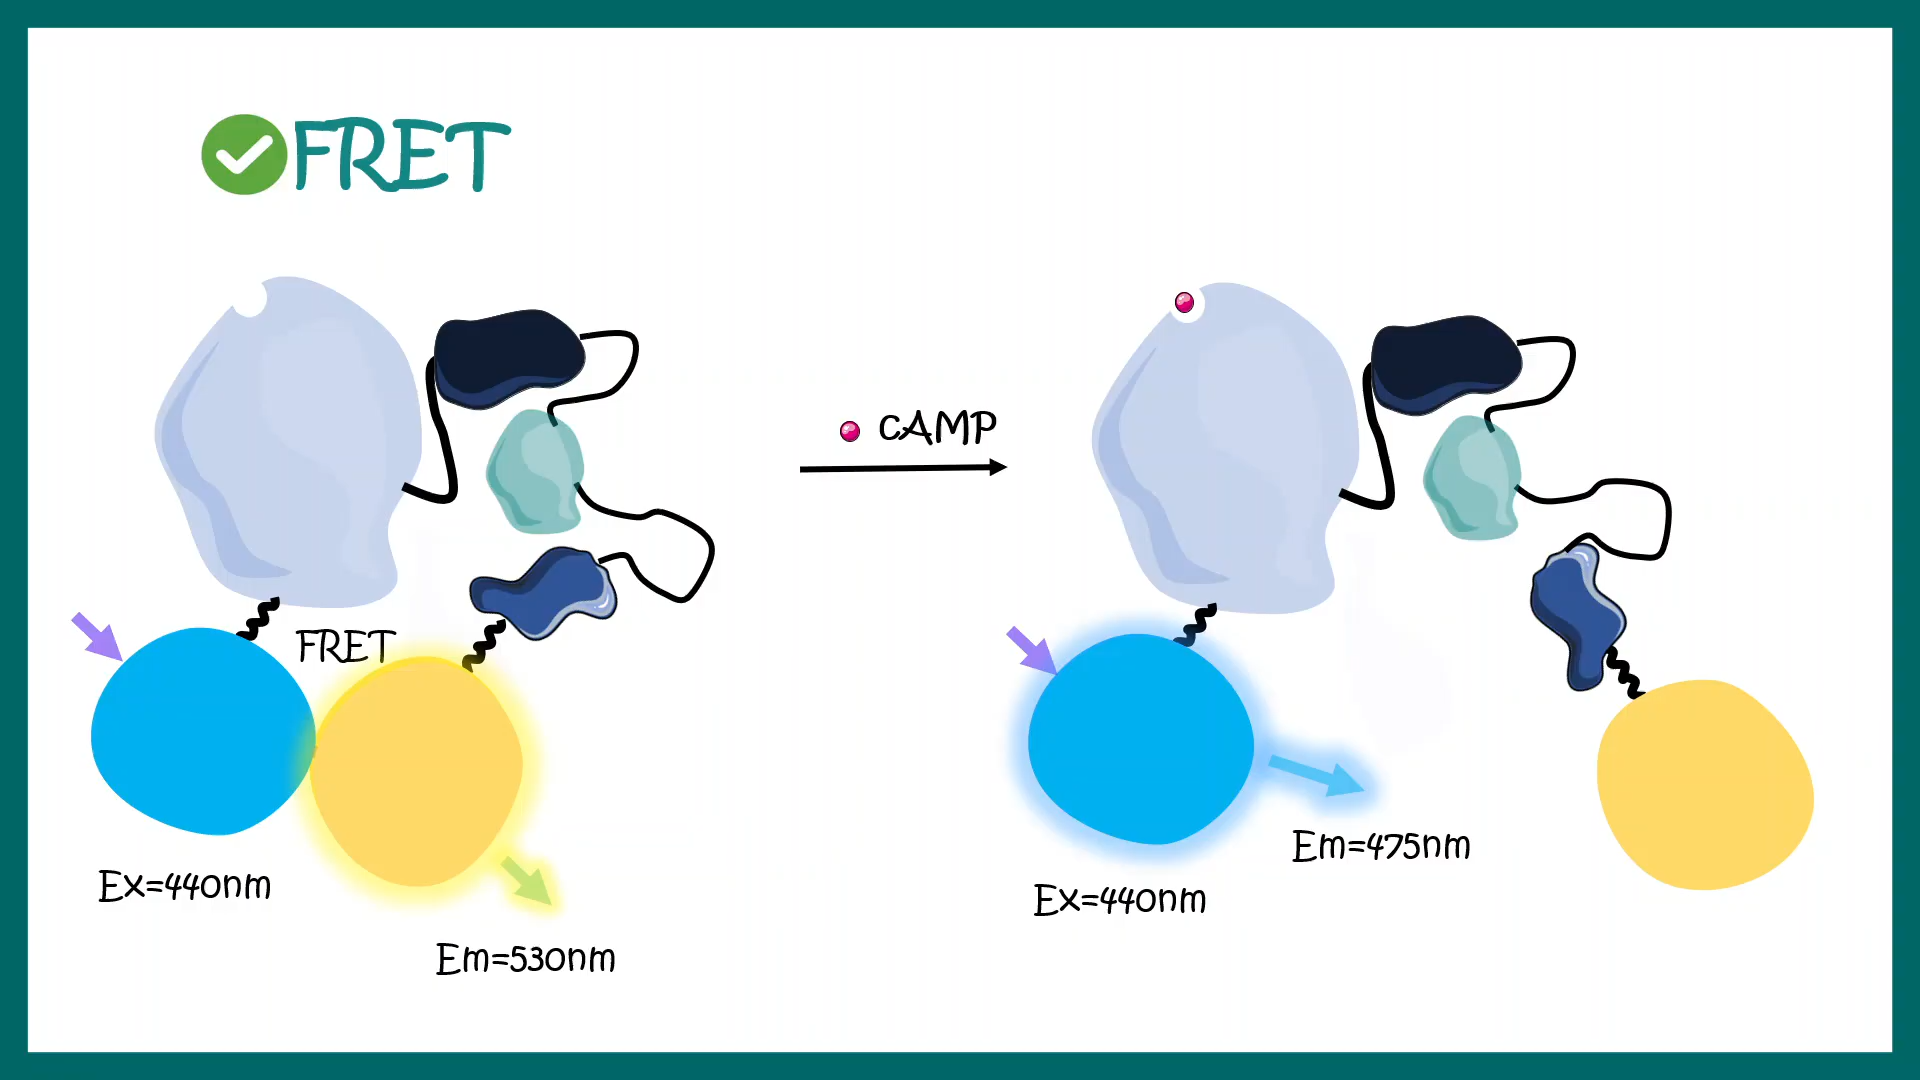 FRET
cAMP
FRET
Ex=440nm
Em=530nm
Em=475nm
Ex=440nm